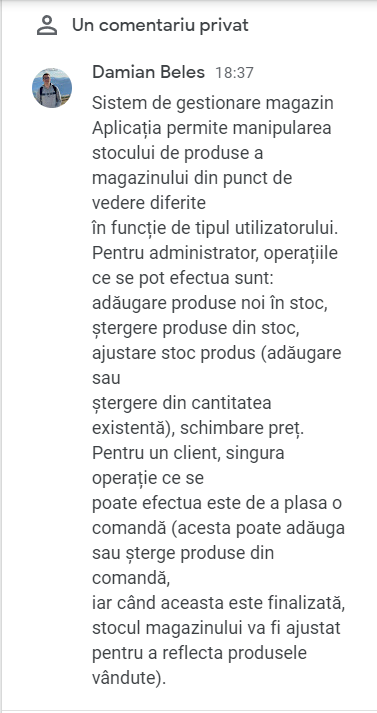 Un comentariu privat
Damian Beles 18:37
Sistem de gestionare magazin
Aplicația permite manipularea
stocului de produse a
magazinului din punct de
vedere diferite
în funcție de tipul utilizatorului.
Pentru administrator, operațiile
ce se pot efectua sunt:
adăugare produse noi în stoc,
ștergere produse din stoc,
ajustare stoc produs (adăugare
sau
ștergere din cantitatea
existentă), schimbare preț.
Pentru un client, singura
operație ce se
poate efectua este de a plasa o
comandă (acesta poate adăuga
sau șterge produse din
comandă,
iar când aceasta este finalizată,
stocul magazinului va fi ajustat
pentru a reflecta produsele
vândute).